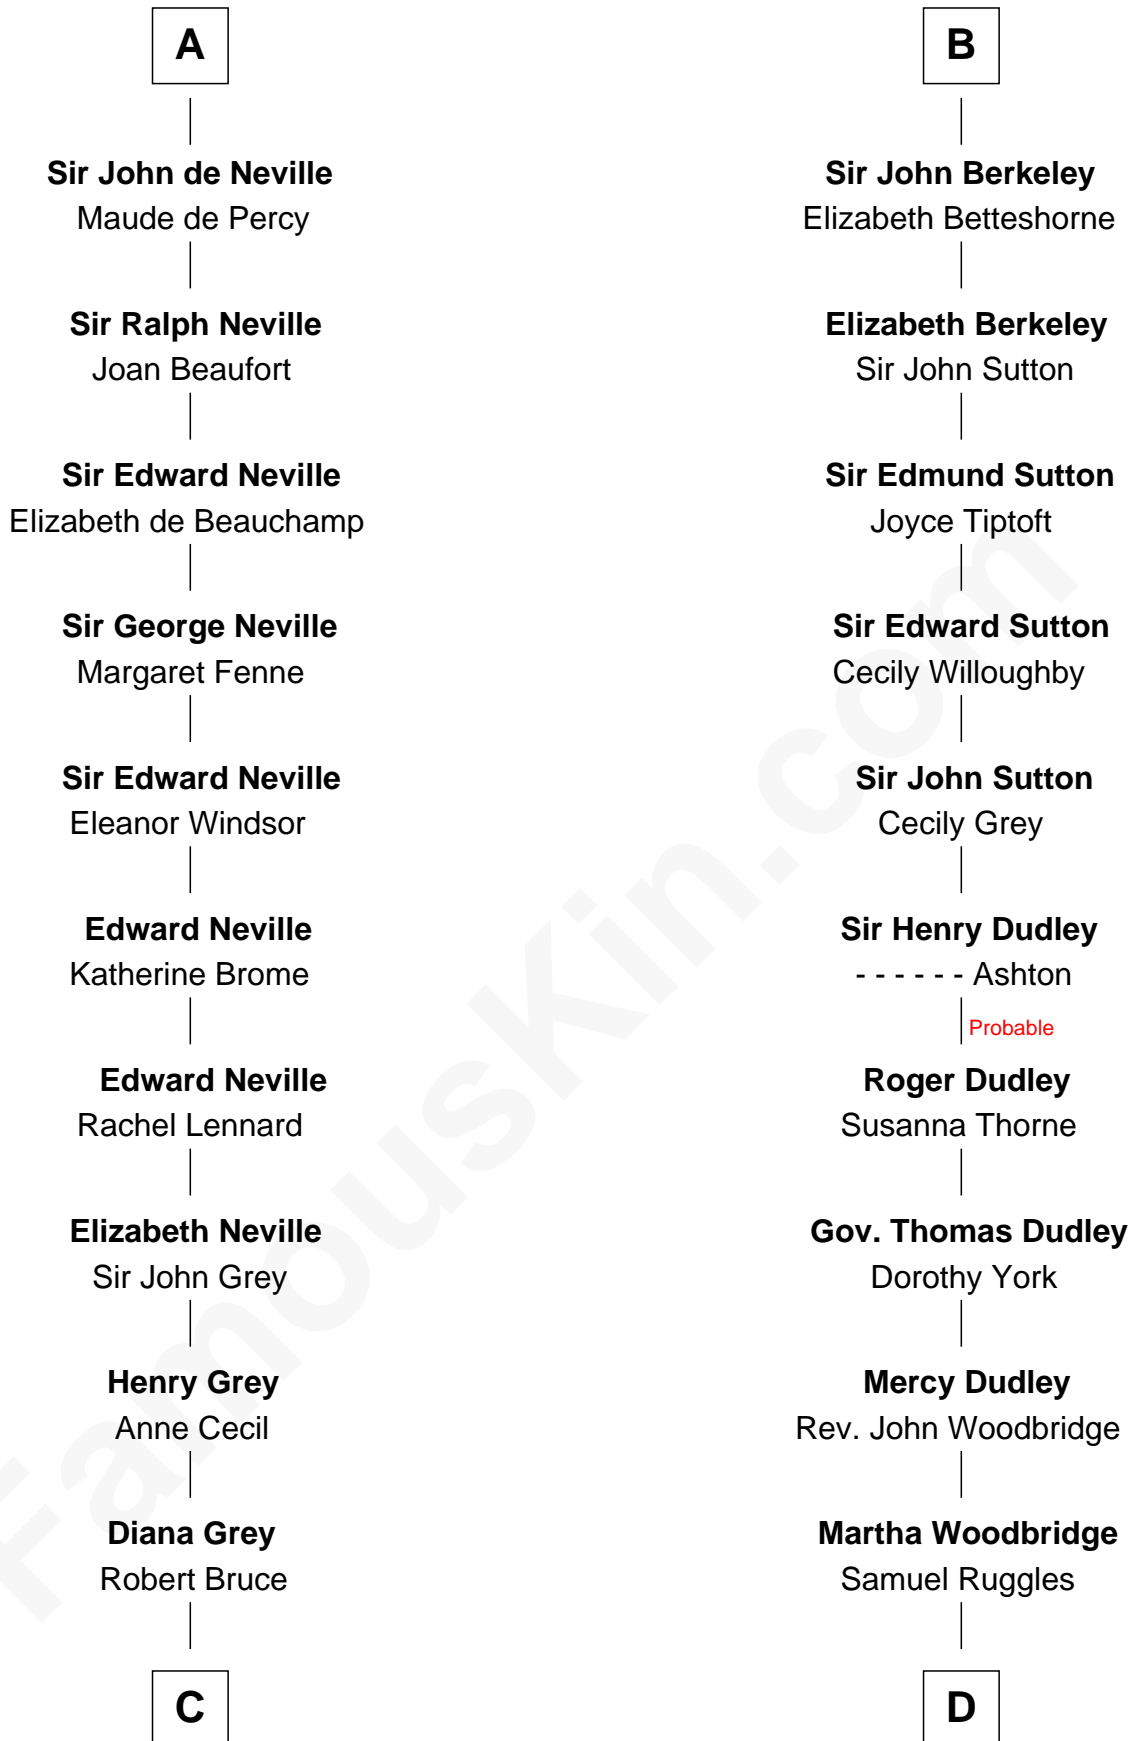 A
Sir John de Neville
Maude de Percy
Sir Ralph Neville
Joan Beaufort
Sir Edward Neville
Elizabeth de Beauchamp
Sir George Neville
Margaret Fenne
Sir Edward Neville
Eleanor Windsor
Edward Neville
Katherine Brome
Edward Neville
Rachel Lennard
Elizabeth Neville
Sir John Grey
Henry Grey
Anne Cecil
Diana Grey
Robert Bruce
C
B
Sir John Berkeley
Elizabeth Betteshorne
Elizabeth Berkeley
Sir John Sutton
Sir Edmund Sutton
Joyce Tiptoft
Sir Edward Sutton
Cecily Willoughby
Sir John Sutton
Cecily Grey
Sir Henry Dudley
- - - - - - Ashton
Probable
Roger Dudley
Susanna Thorne
Gov. Thomas Dudley
Dorothy York
Mercy Dudley
Rev. John Woodbridge
Martha Woodbridge
Samuel Ruggles
D
FamousKin.com